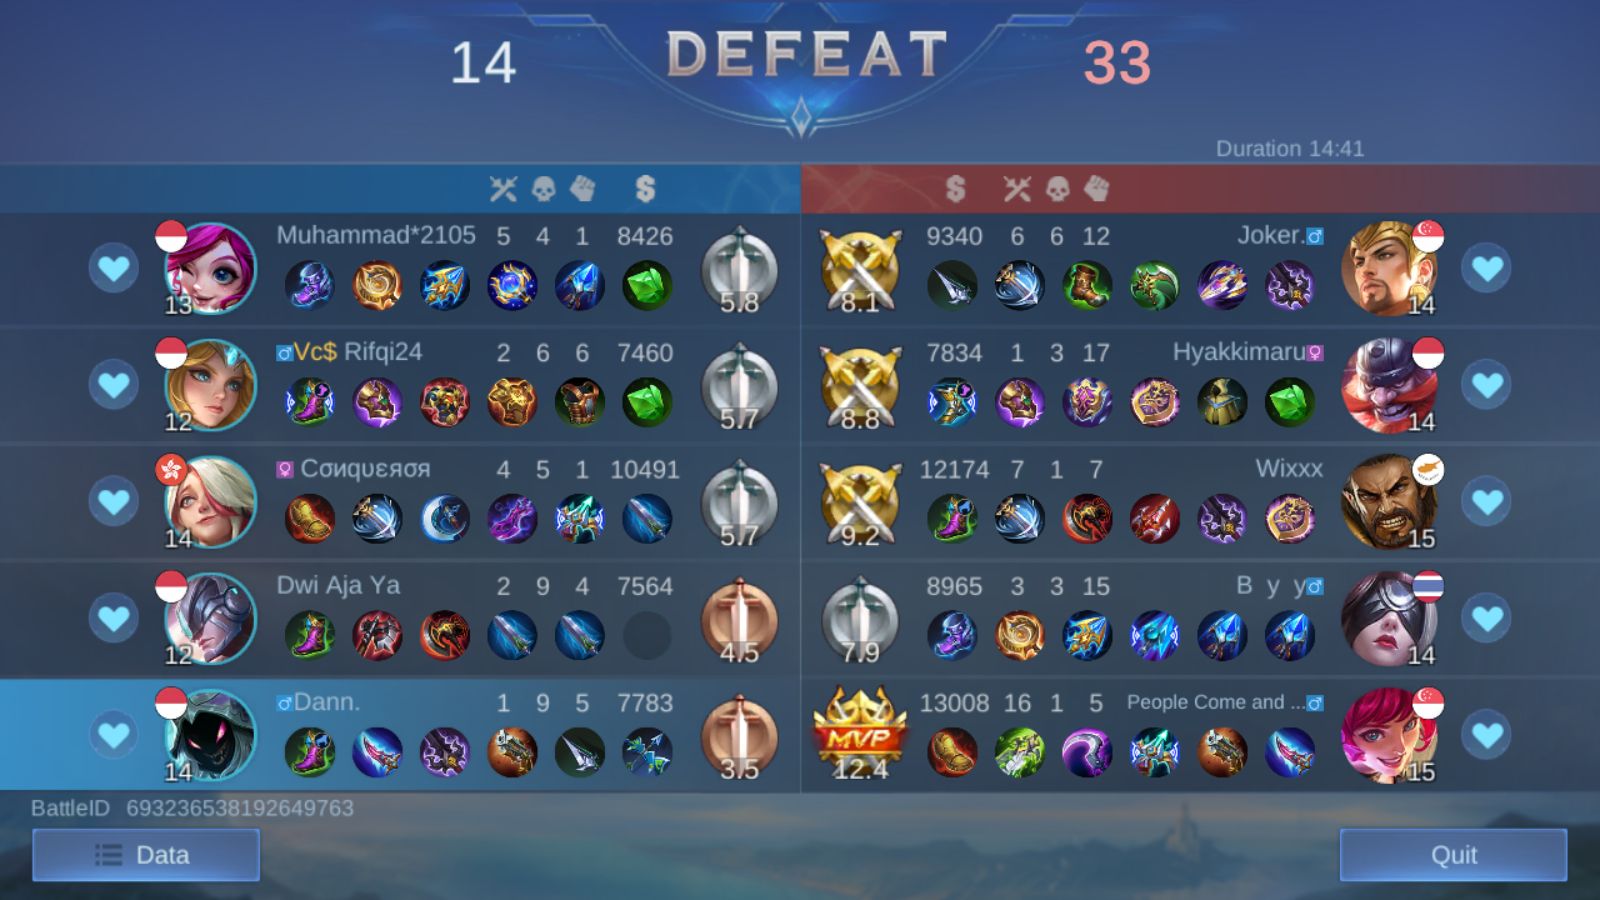 14 DEFEAT 33
Duration 14:41
Muhammad*2105 5 4 1 8426
13 5.8
8.1 9340 6 6 12 Joker.
14
Vc$ Rifqi24 2 6 6 7460
12 5.7
8.8 7834 1 3 17 Hyakkimaru
14
Cσиqυєяσя 4 5 1 10491
14 5.7
9.2 12174 7 1 7 Wixxx
15
Dwi Aja Ya 2 9 4 7564
12 4.5
7.9 8965 3 3 15 B y y
14
Dann. 1 9 5 7783
14 3.5
MVP 12.4 13008 16 1 5 People Come and ...
15
BattleID 693236538192649763
Data
Quit